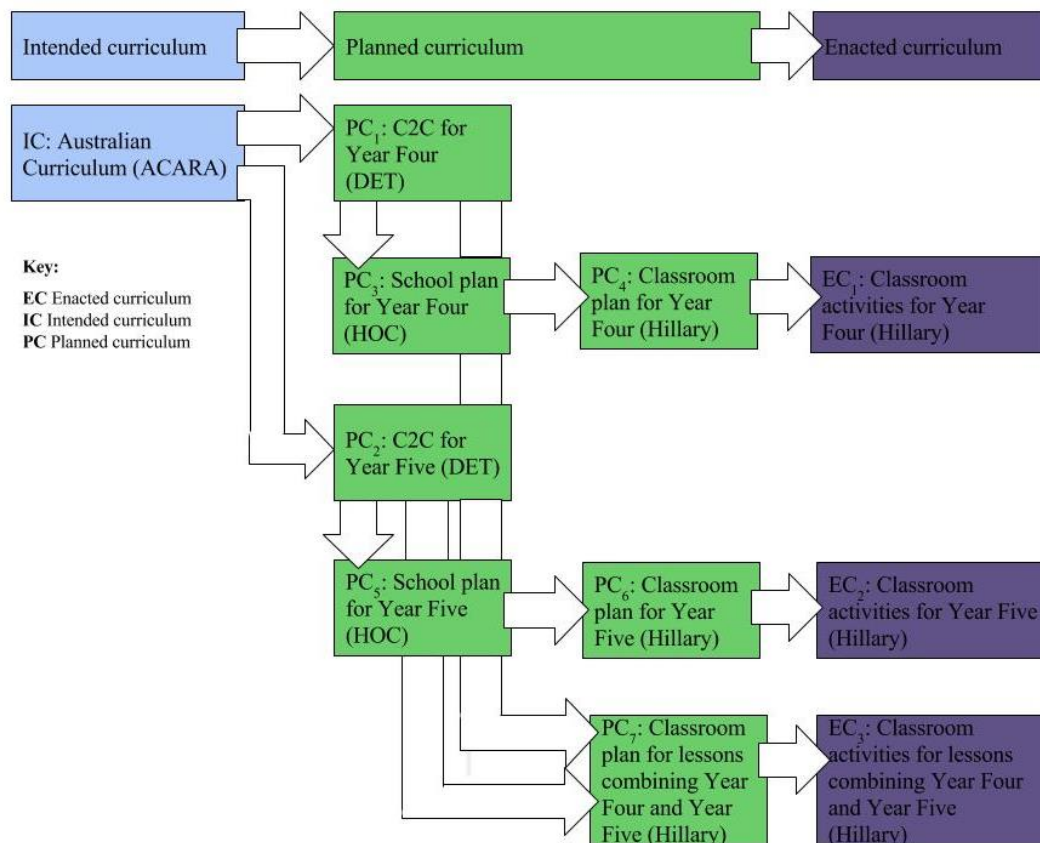 Intended curriculum
Planned curriculum
Enacted curriculum
IC: Australian
Curriculum (ACARA)
PC₁: C2C for
Year Four
(DET)
Key:
EC Enacted curriculum
IC Intended curriculum
PC Planned curriculum
PC₃: School plan
for Year Four
(HOC)
PC₄: Classroom
plan for Year
Four (Hillary)
EC₁: Classroom
activities for Year
Four (Hillary)
PC₂: C2C for
Year Five (DET)
PC₅: School plan
for Year Five
(HOC)
PC₆: Classroom
plan for Year
Five (Hillary)
EC₂: Classroom
activities for Year Five
(Hillary)
PC₇: Classroom
plan for lessons
combining Year
Four and Year
Five (Hillary)
EC₃: Classroom
activities for lessons
combining Year Four
and Year Five
(Hillary)